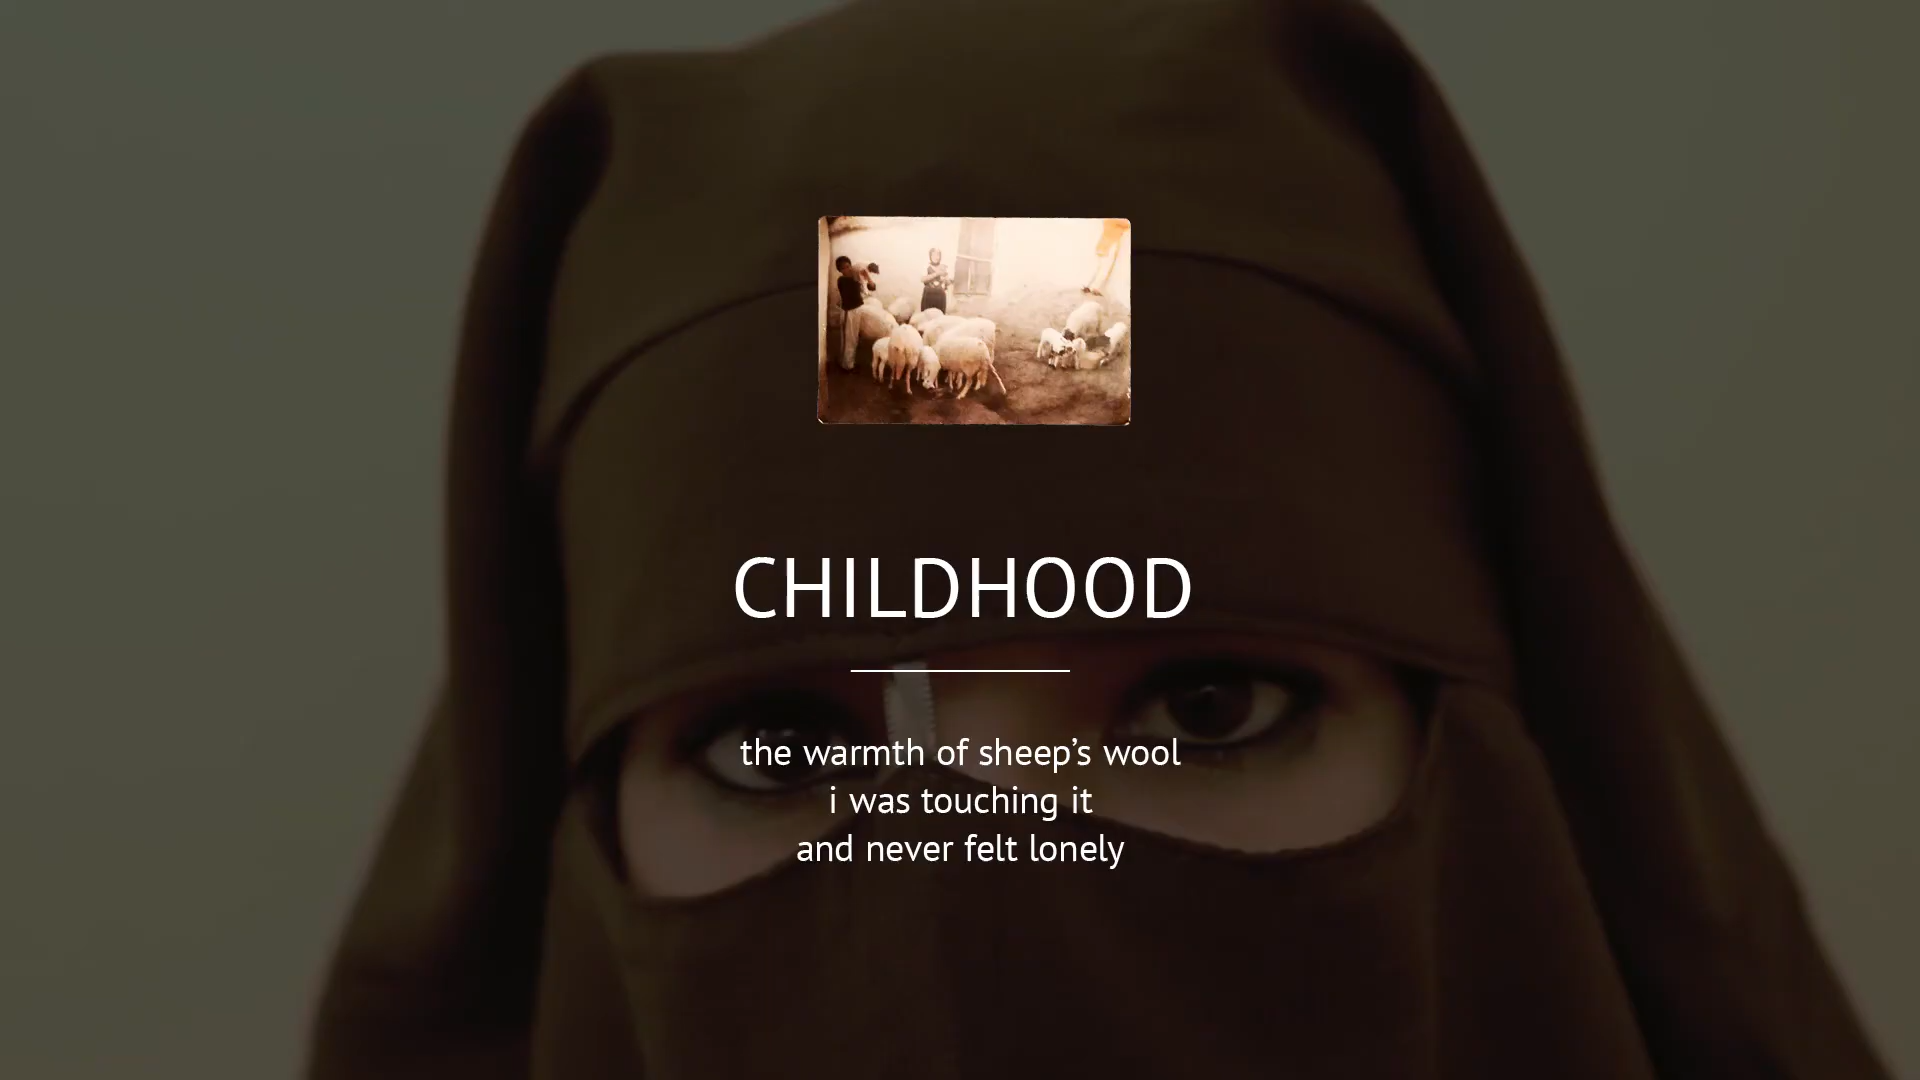 CHILDHOOD
the warmth of sheep’s wool
i was touching it
and never felt lonely